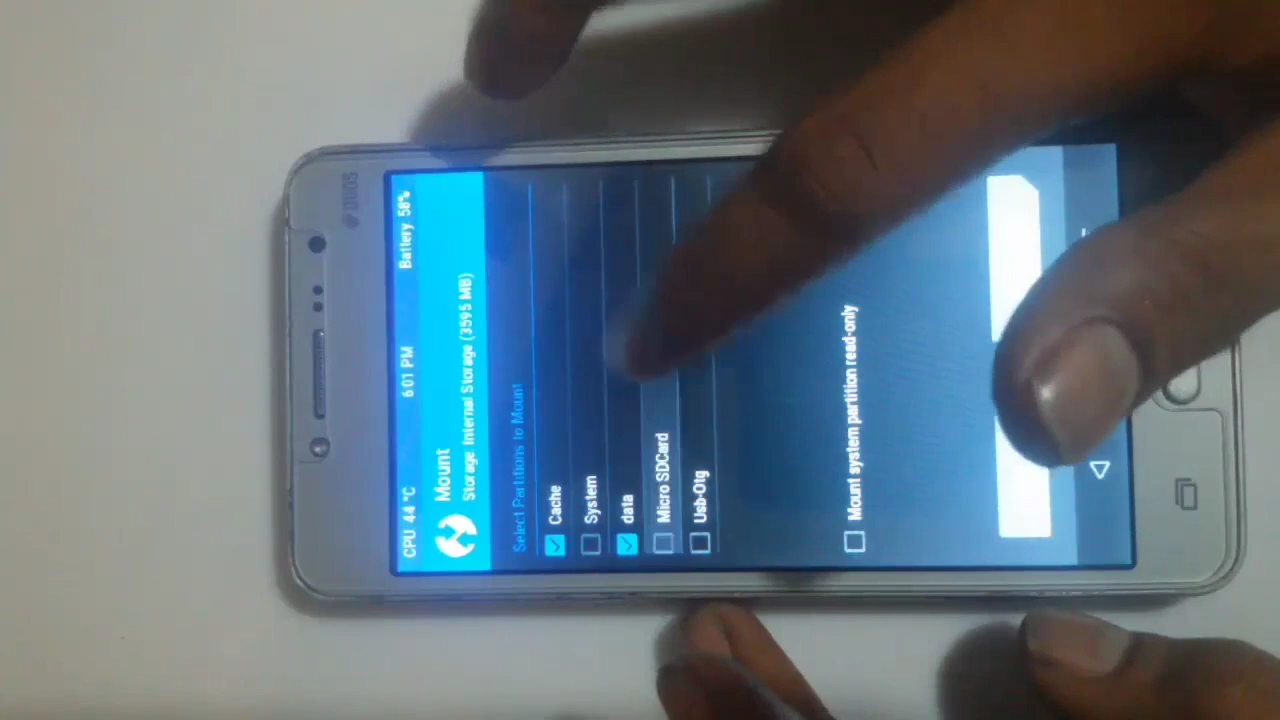 DUOS
CPU 44 °C 6:01 PM Battery 58%
Mount
Storage Internal Storage (3595 MB)
Select Partitions to Mount
Cache
System
data
Micro SDCard
Usb-Otg
Mount system partition read-only